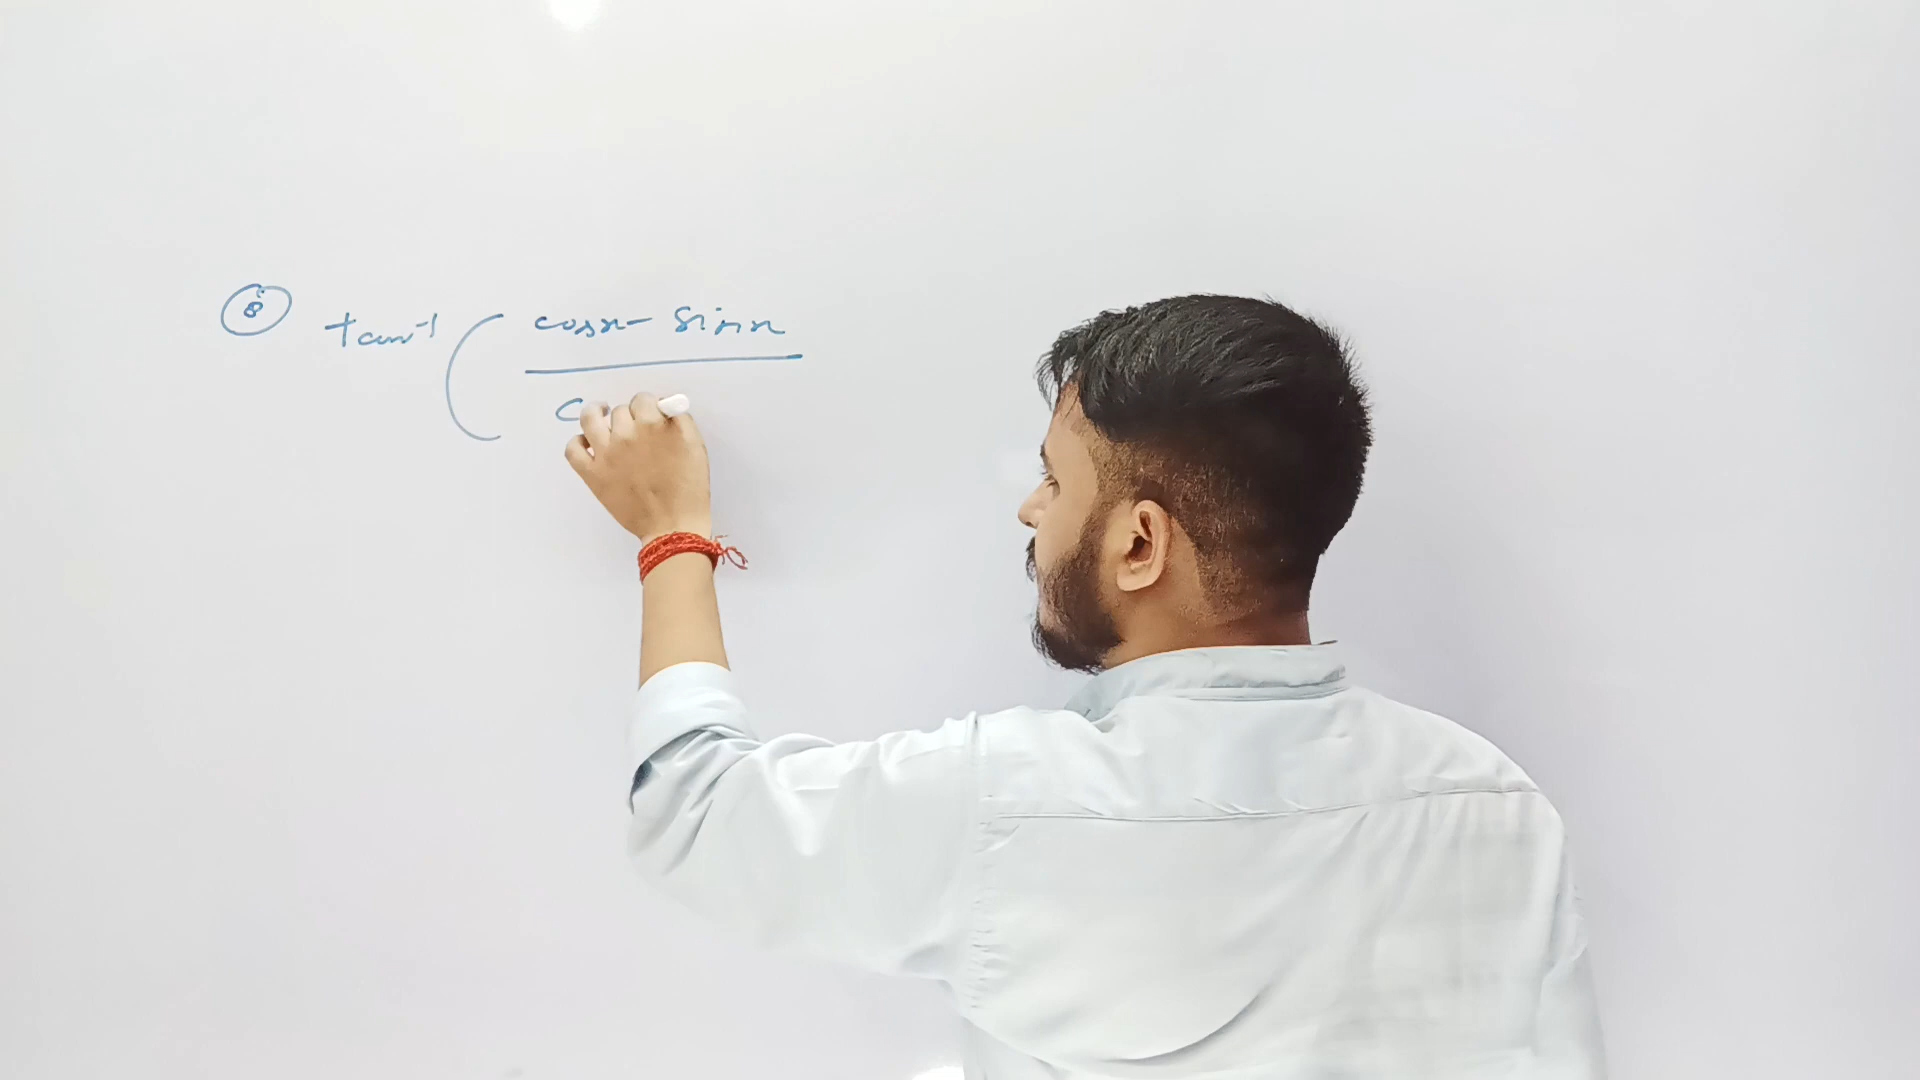 8 tan⁻¹ ( cosx - sinx
c